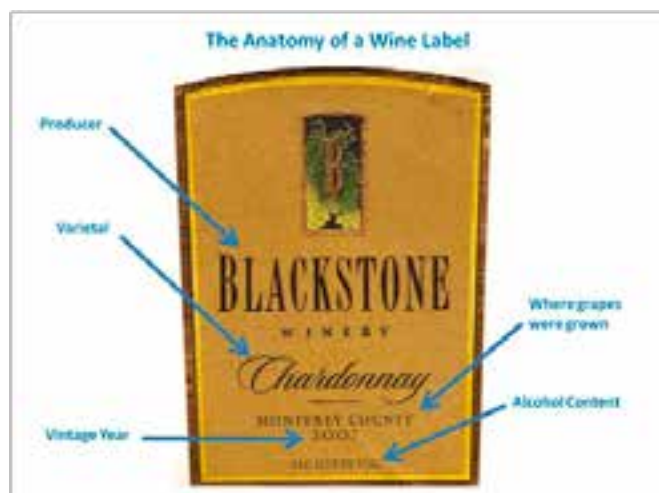 The Anatomy of a Wine Label
Producer
Varietal
BLACKSTONE
WINERY
Where grapes
were grown
Chardonnay
Alcohol Content
MONTEREY COUNTY
Vintage Year